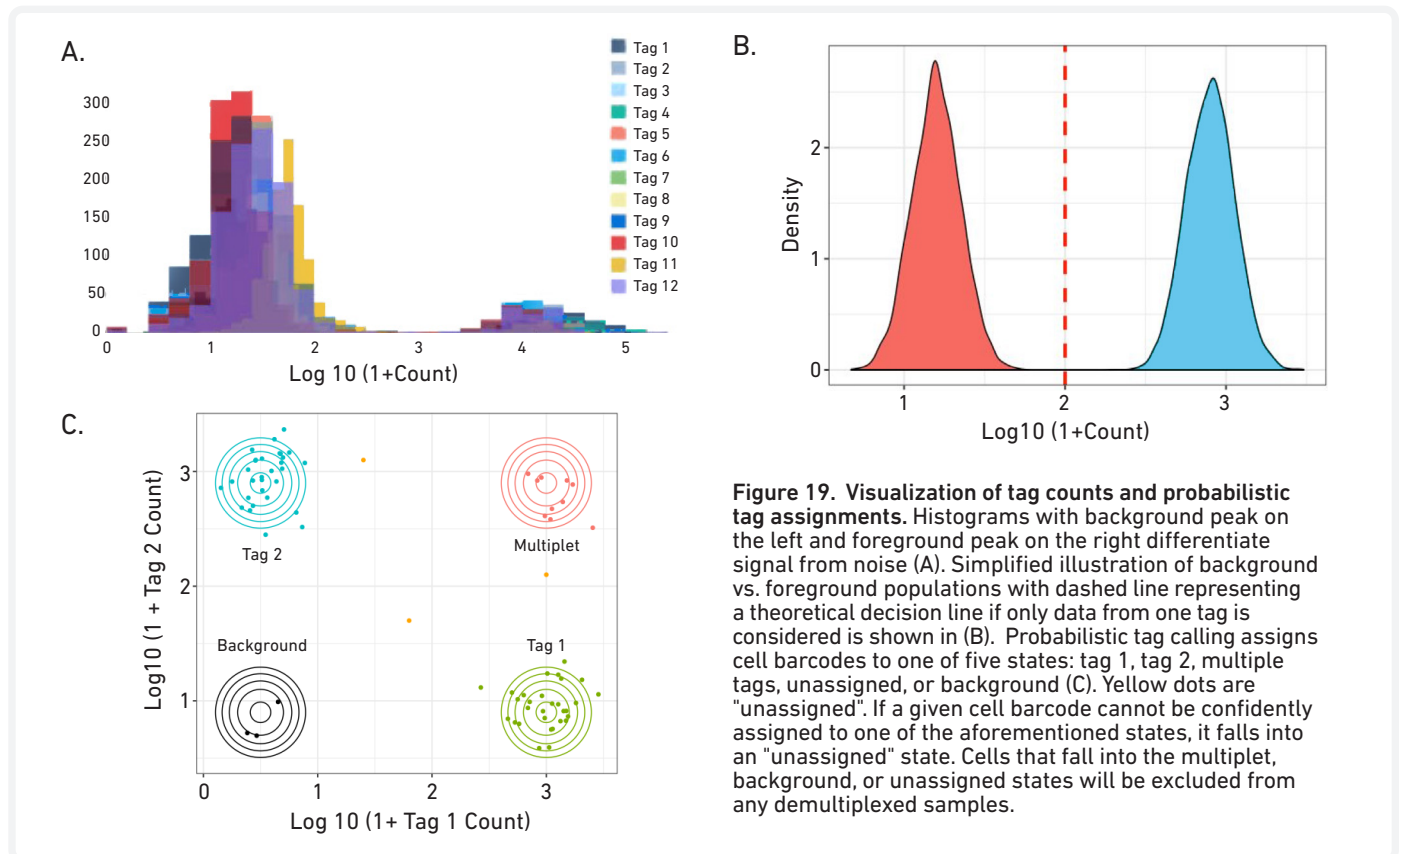 A.
Tag 1
Tag 2
Tag 3
Tag 4
Tag 5
Tag 6
Tag 7
Tag 8
Tag 9
Tag 10
Tag 11
Tag 12
300
250
200
150
100
50
0
0 1 2 3 4 5
Log 10 (1+Count)
B.
Density
2
1
0
1 2 3
Log10 (1+Count)
C.
Log10 (1 + Tag 2 Count)
3
2
1
Tag 2
Multiplet
Background
Tag 1
0 1 2 3
Log 10 (1+ Tag 1 Count)
Figure 19. Visualization of tag counts and probabilistic
tag assignments. Histograms with background peak on
the left and foreground peak on the right differentiate
signal from noise (A). Simplified illustration of background
vs. foreground populations with dashed line representing
a theoretical decision line if only data from one tag is
considered is shown in (B). Probabilistic tag calling assigns
cell barcodes to one of five states: tag 1, tag 2, multiple
tags, unassigned, or background (C). Yellow dots are
"unassigned". If a given cell barcode cannot be confidently
assigned to one of the aforementioned states, it falls into
an "unassigned" state. Cells that fall into the multiplet,
background, or unassigned states will be excluded from
any demultiplexed samples.